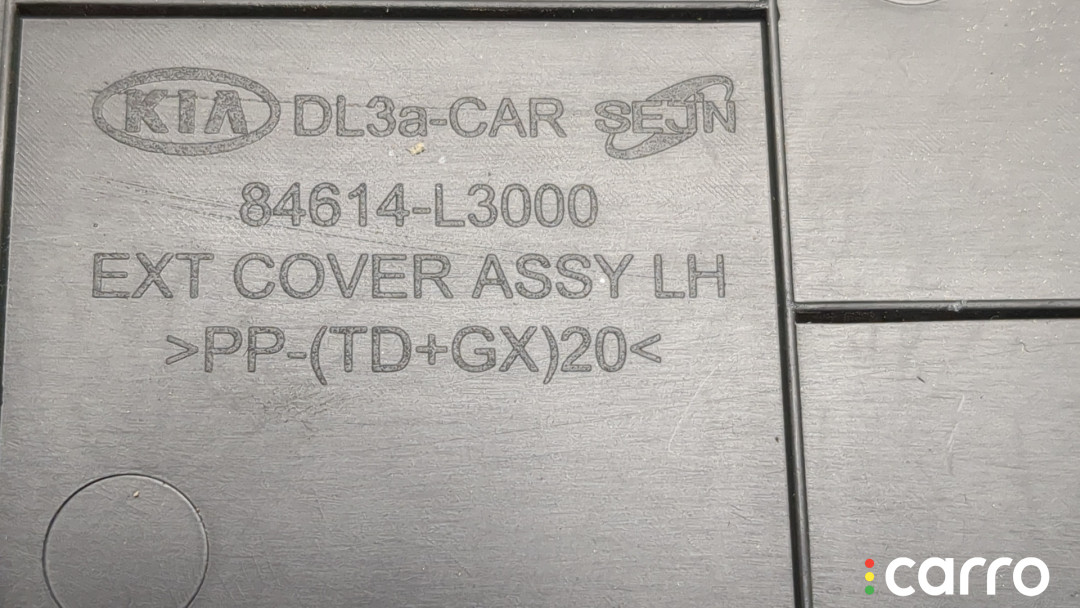 KIA DL3a-CAR SEJN
84614-L3000
EXT COVER ASSY LH
>PP-(TD+GX)20<
carro